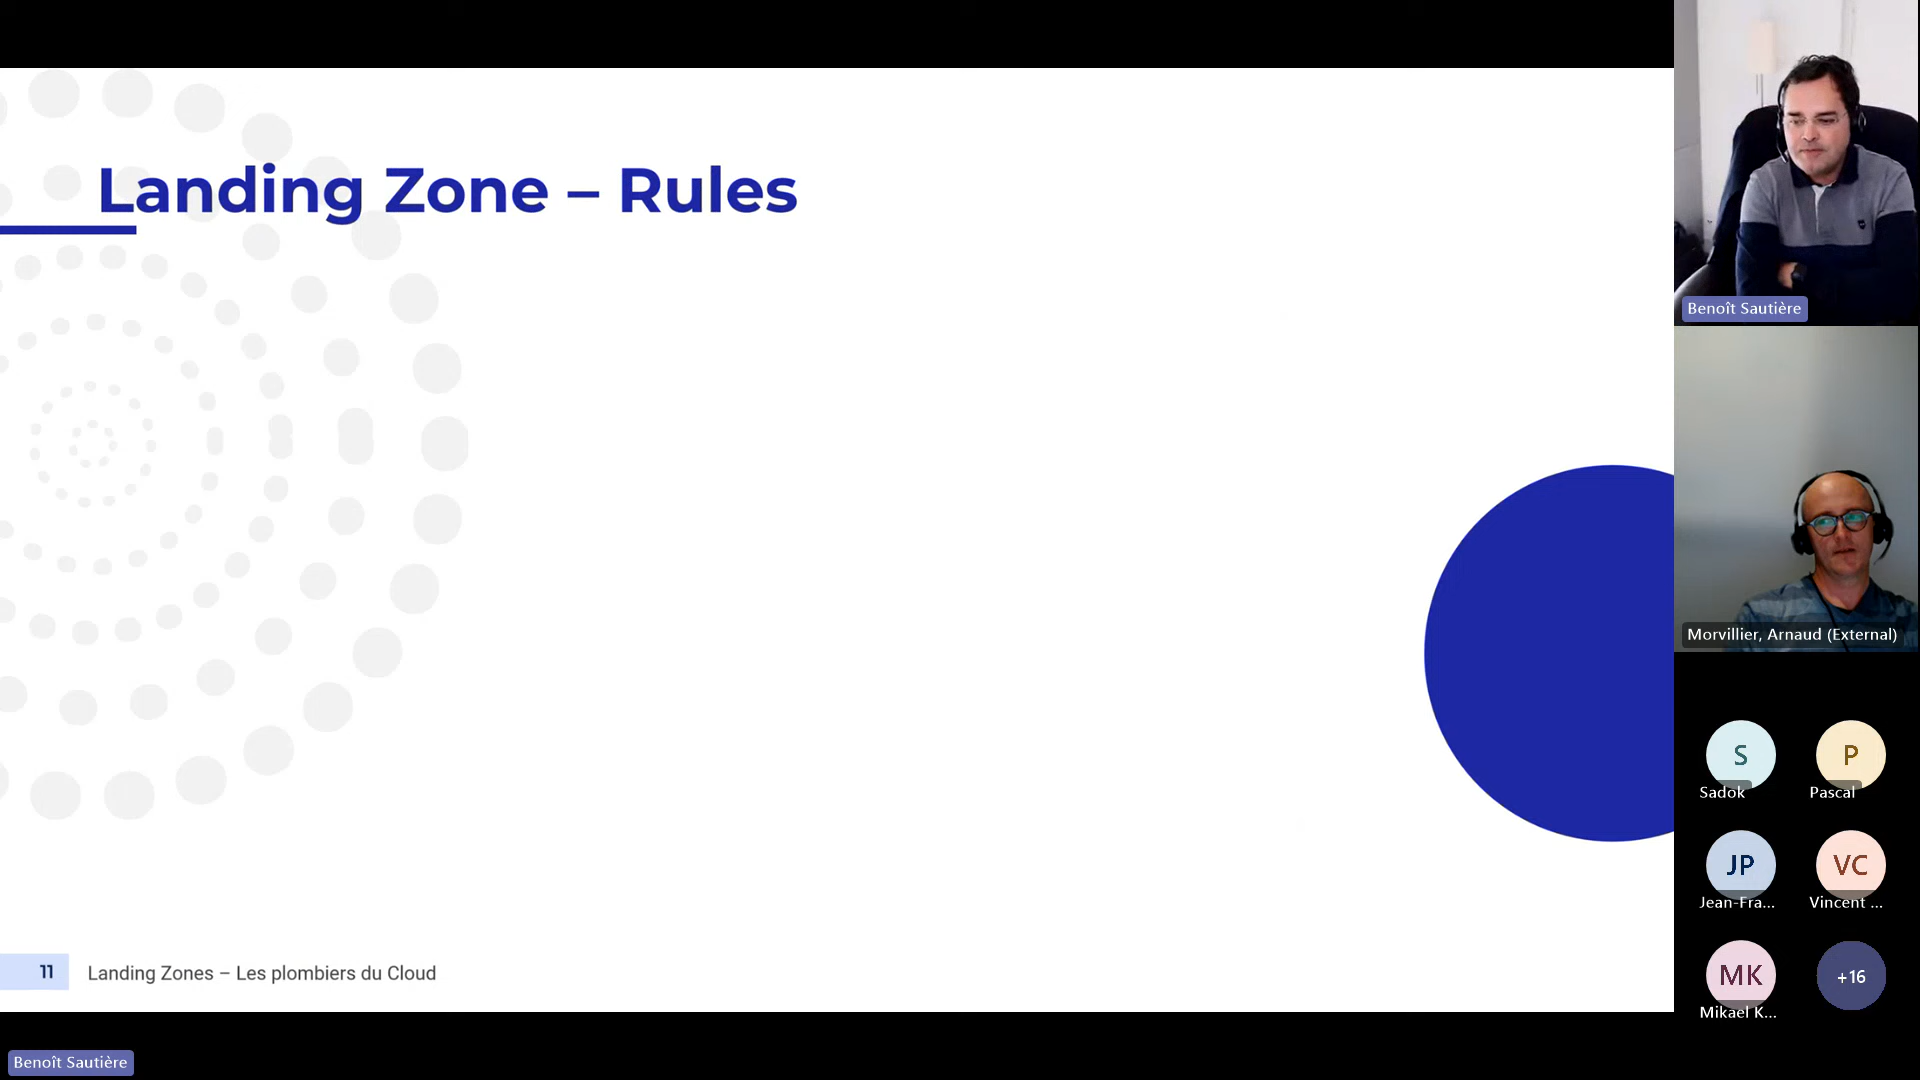 Landing Zone – Rules
11
Landing Zones – Les plombiers du Cloud
Benoît Sautière
Benoît Sautière
Morvillier, Arnaud (External)
S
Sadok
P
Pascal
JP
Jean-Fra...
VC
Vincent ...
MK
Mikael K...
+16